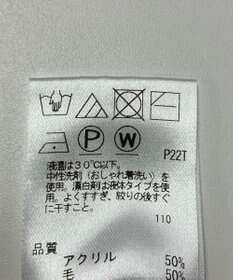 P W
P22T
液温は30℃以下。
中性洗剤（おしゃれ着洗い）を
使用。漂白剤は液体タイプを使
用。よくすすぎ、絞りの後すぐ
に干すこと。
110
品質
アクリル 50%
毛 50%